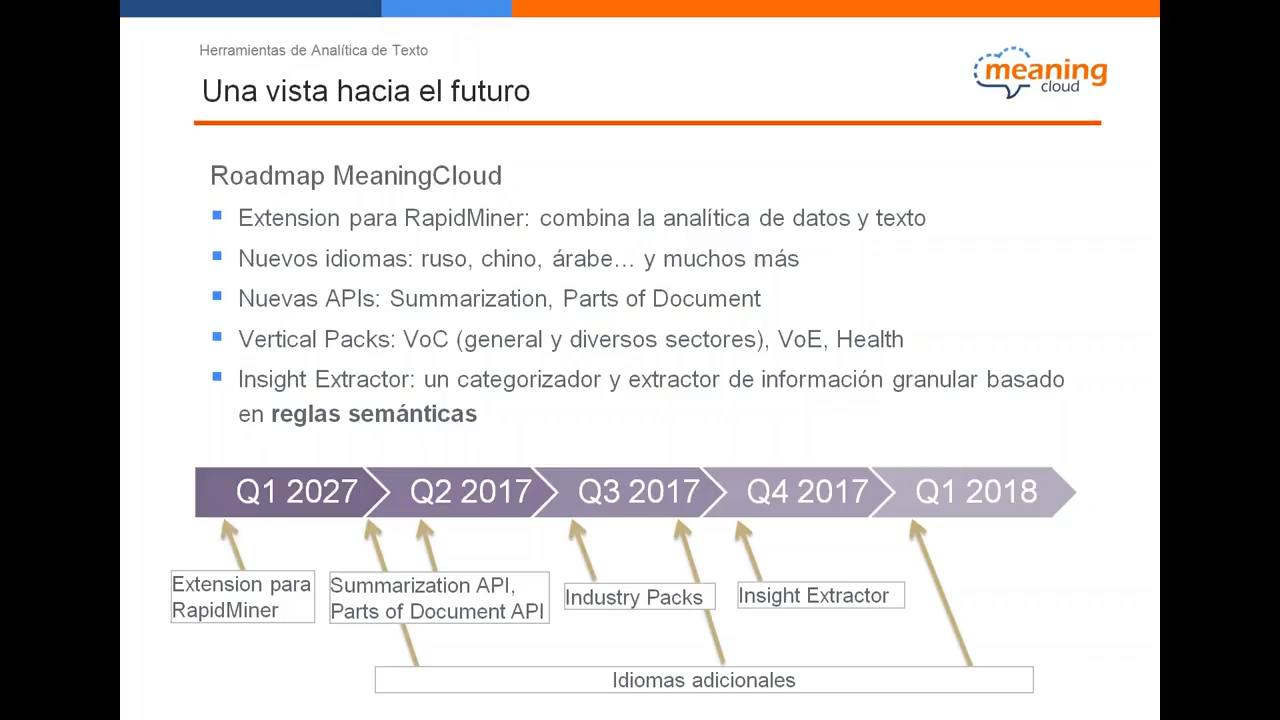 Herramientas de Analítica de Texto
Una vista hacia el futuro
meaning
cloud
Roadmap MeaningCloud
Extension para RapidMiner: combina la analítica de datos y texto
Nuevos idiomas: ruso, chino, árabe... y muchos más
Nuevas APIs: Summarization, Parts of Document
Vertical Packs: VoC (general y diversos sectores), VoE, Health
Insight Extractor: un categorizador y extractor de información granular basado
en reglas semánticas
Q1 2027 Q2 2017 Q3 2017 Q4 2017 Q1 2018
Extension para
RapidMiner
Summarization API,
Parts of Document API
Industry Packs
Insight Extractor
Idiomas adicionales